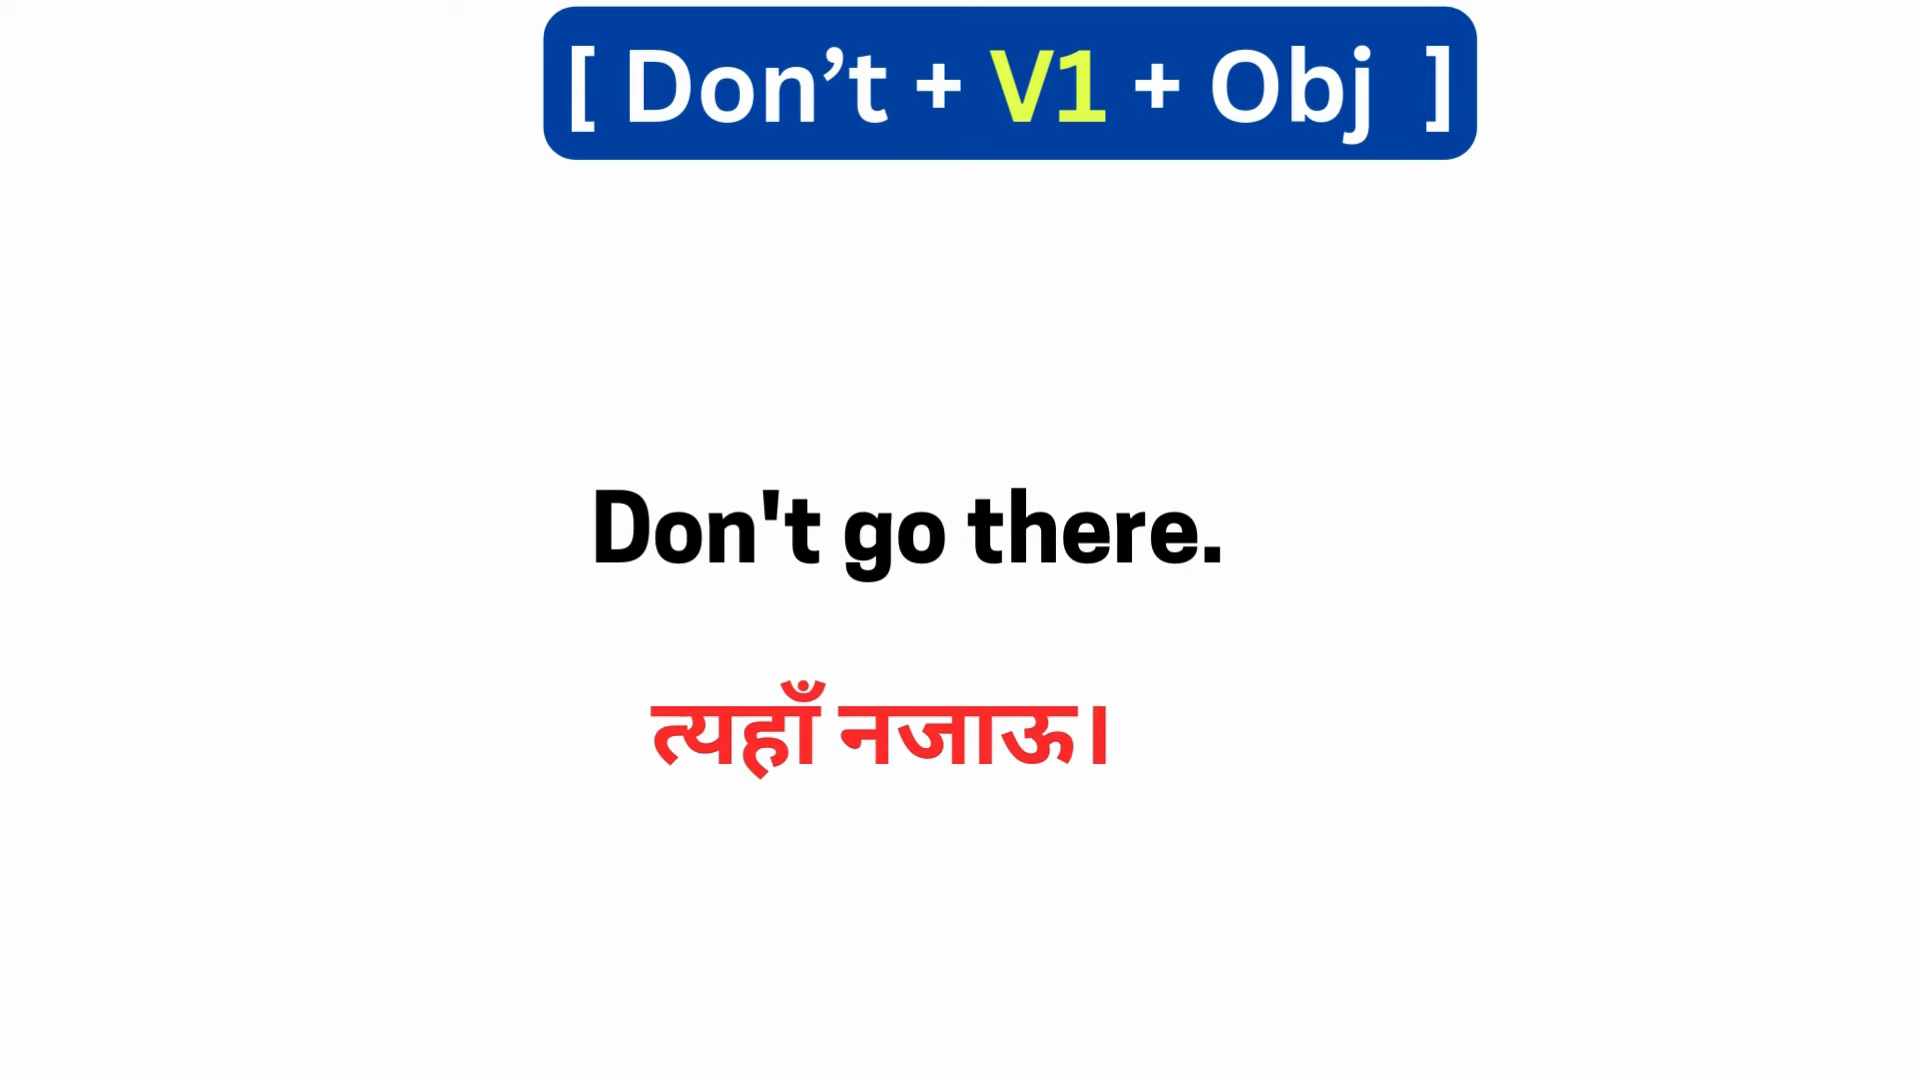 [ Don’t + V1 + Obj ]
Don't go there.
त्यहाँ नजाऊ।